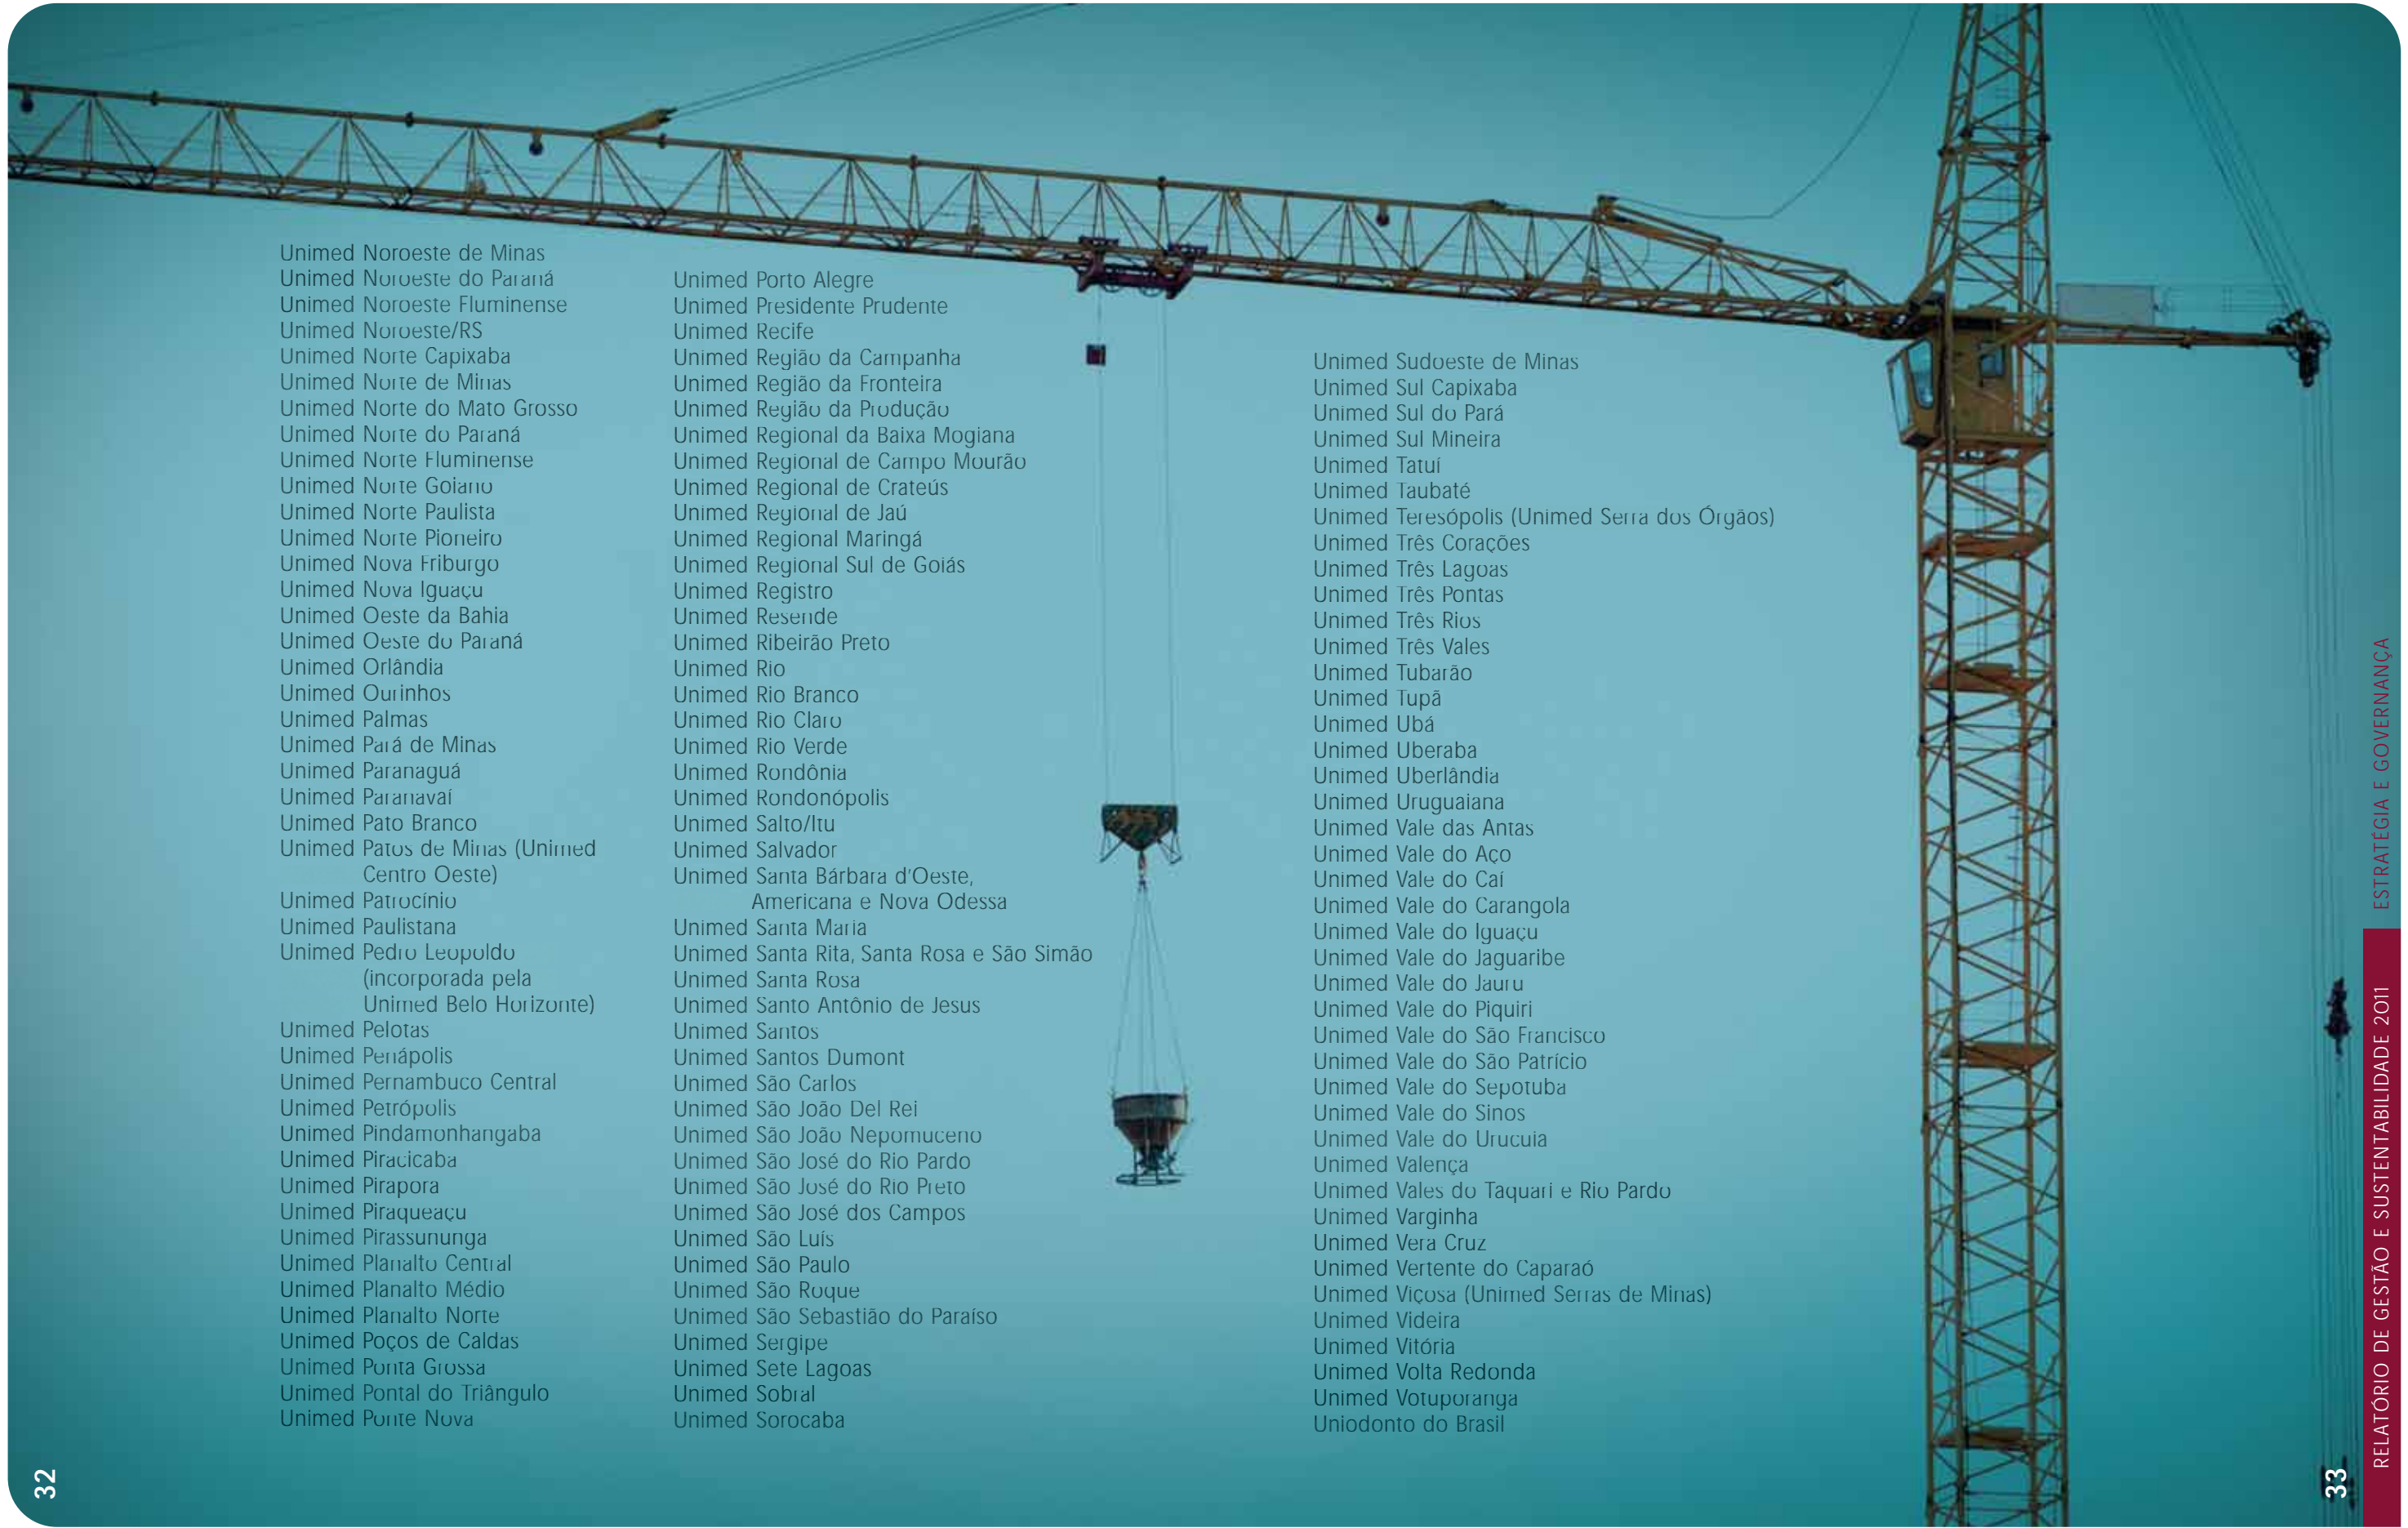 Unimed Noroeste de Minas
Unimed Noroeste do Paraná
Unimed Noroeste Fluminense
Unimed Noroeste/RS
Unimed Norte Capixaba
Unimed Norte de Minas
Unimed Norte do Mato Grosso
Unimed Norte do Paraná
Unimed Norte Fluminense
Unimed Norte Goiano
Unimed Norte Paulista
Unimed Norte Pioneiro
Unimed Nova Friburgo
Unimed Nova Iguaçu
Unimed Oeste da Bahia
Unimed Oeste do Paraná
Unimed Orlândia
Unimed Ourinhos
Unimed Palmas
Unimed Pará de Minas
Unimed Paranaguá
Unimed Paranavaí
Unimed Pato Branco
Unimed Patos de Minas (Unimed
Centro Oeste)
Unimed Patrocínio
Unimed Paulistana
Unimed Pedro Leopoldo
(incorporada pela
Unimed Belo Horizonte)
Unimed Pelotas
Unimed Penápolis
Unimed Pernambuco Central
Unimed Petrópolis
Unimed Pindamonhangaba
Unimed Piracicaba
Unimed Pirapora
Unimed Piraqueaçu
Unimed Pirassununga
Unimed Planalto Central
Unimed Planalto Médio
Unimed Planalto Norte
Unimed Poços de Caldas
Unimed Ponta Grossa
Unimed Pontal do Triângulo
Unimed Ponte Nova
Unimed Porto Alegre
Unimed Presidente Prudente
Unimed Recife
Unimed Região da Campanha
Unimed Região da Fronteira
Unimed Região da Produção
Unimed Regional da Baixa Mogiana
Unimed Regional de Campo Mourão
Unimed Regional de Crateús
Unimed Regional de Jaú
Unimed Regional Maringá
Unimed Regional Sul de Goiás
Unimed Registro
Unimed Resende
Unimed Ribeirão Preto
Unimed Rio
Unimed Rio Branco
Unimed Rio Claro
Unimed Rio Verde
Unimed Rondônia
Unimed Rondonópolis
Unimed Salto/Itu
Unimed Salvador
Unimed Santa Bárbara d'Oeste,
Americana e Nova Odessa
Unimed Santa Maria
Unimed Santa Rita, Santa Rosa e São Simão
Unimed Santa Rosa
Unimed Santo Antônio de Jesus
Unimed Santos
Unimed Santos Dumont
Unimed São Carlos
Unimed São João Del Rei
Unimed São João Nepomuceno
Unimed São José do Rio Pardo
Unimed São José do Rio Preto
Unimed São José dos Campos
Unimed São Luís
Unimed São Paulo
Unimed São Roque
Unimed São Sebastião do Paraíso
Unimed Sergipe
Unimed Sete Lagoas
Unimed Sobral
Unimed Sorocaba
Unimed Sudoeste de Minas
Unimed Sul Capixaba
Unimed Sul do Pará
Unimed Sul Mineira
Unimed Tatuí
Unimed Taubaté
Unimed Teresópolis (Unimed Serra dos Órgãos)
Unimed Três Corações
Unimed Três Lagoas
Unimed Três Pontas
Unimed Três Rios
Unimed Três Vales
Unimed Tubarão
Unimed Tupã
Unimed Ubá
Unimed Uberaba
Unimed Uberlândia
Unimed Uruguaiana
Unimed Vale das Antas
Unimed Vale do Aço
Unimed Vale do Caí
Unimed Vale do Carangola
Unimed Vale do Iguaçu
Unimed Vale do Jaguaribe
Unimed Vale do Jauru
Unimed Vale do Piquiri
Unimed Vale do São Francisco
Unimed Vale do São Patrício
Unimed Vale do Sepotuba
Unimed Vale do Sinos
Unimed Vale do Urucuia
Unimed Valença
Unimed Vales do Taquari e Rio Pardo
Unimed Varginha
Unimed Vera Cruz
Unimed Vertente do Caparaó
Unimed Viçosa (Unimed Serras de Minas)
Unimed Videira
Unimed Vitória
Unimed Volta Redonda
Unimed Votuporanga
Uniodonto do Brasil
32
33
RELATÓRIO DE GESTÃO E SUSTENTABILIDADE 2011
ESTRATÉGIA E GOVERNANÇA